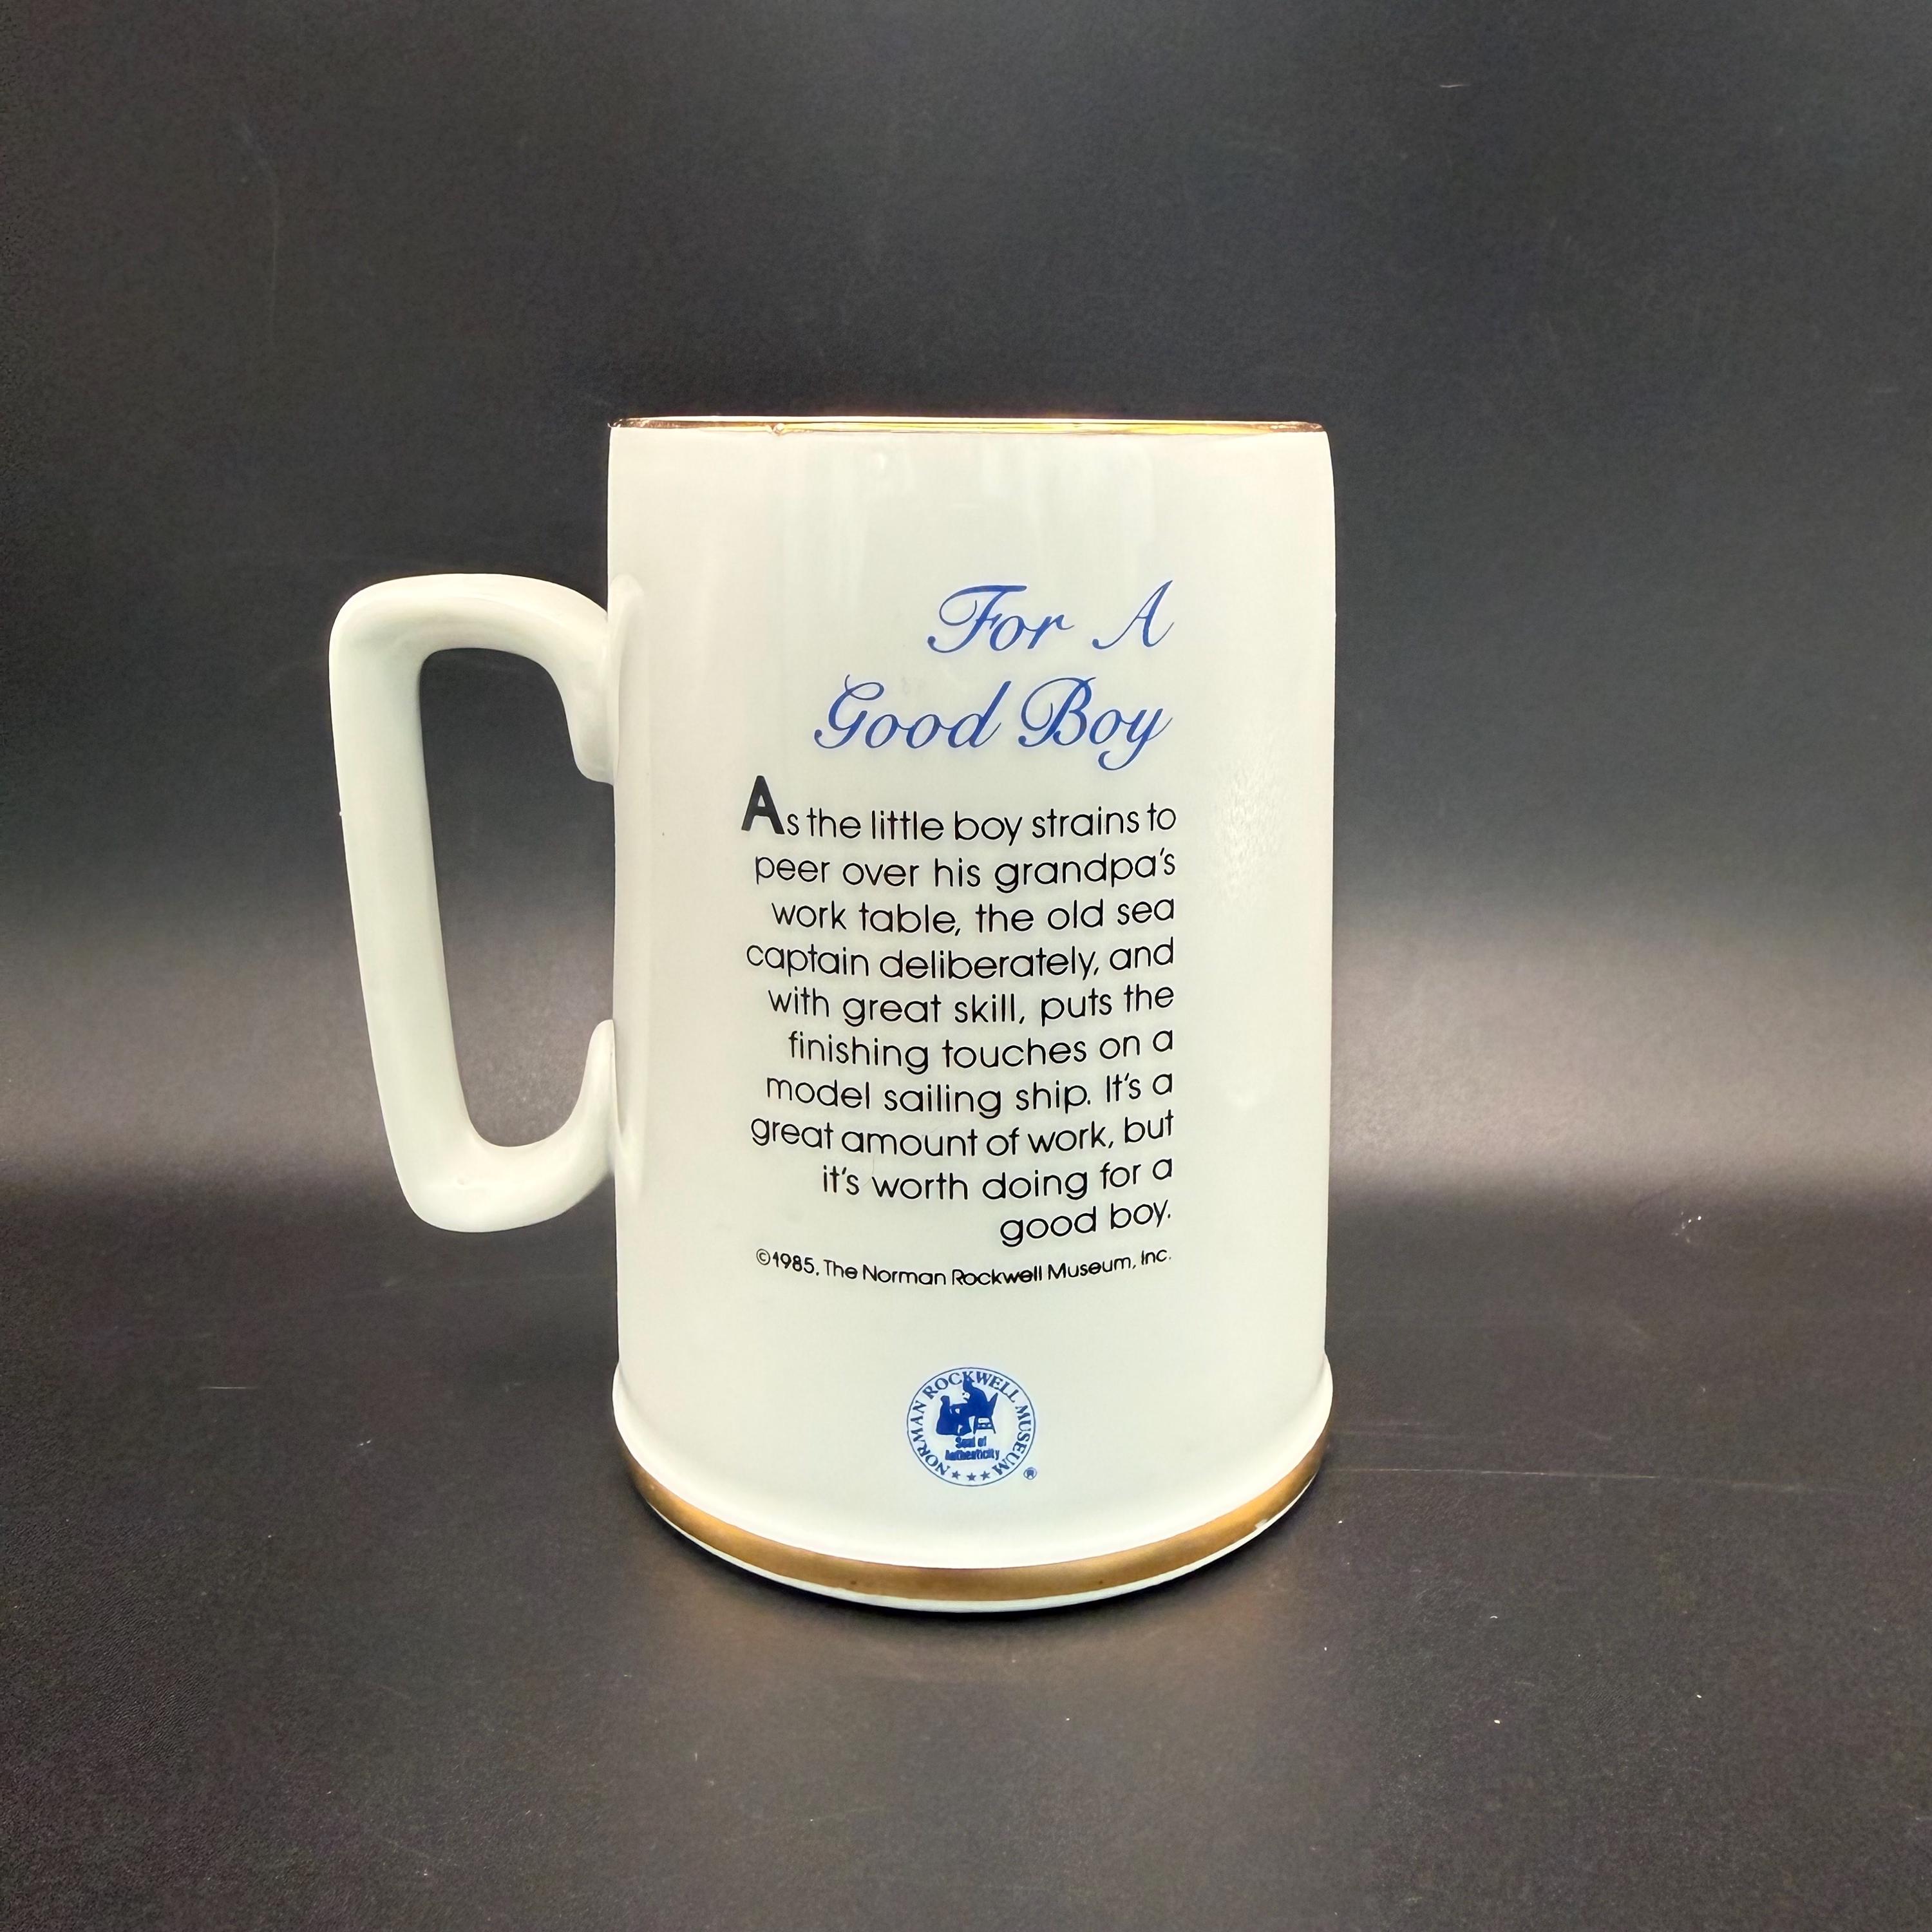 For A
Good Boy
As the little boy strains to
peer over his grandpa's
work table, the old sea
captain deliberately, and
with great skill, puts the
finishing touches on a
model sailing ship. It's a
great amount of work, but
it's worth doing for a
good boy.
©1985, The Norman Rockwell Museum, Inc.
NORMAN ROCKWELL MUSEUM
Seal of
Authenticity
★★★
®